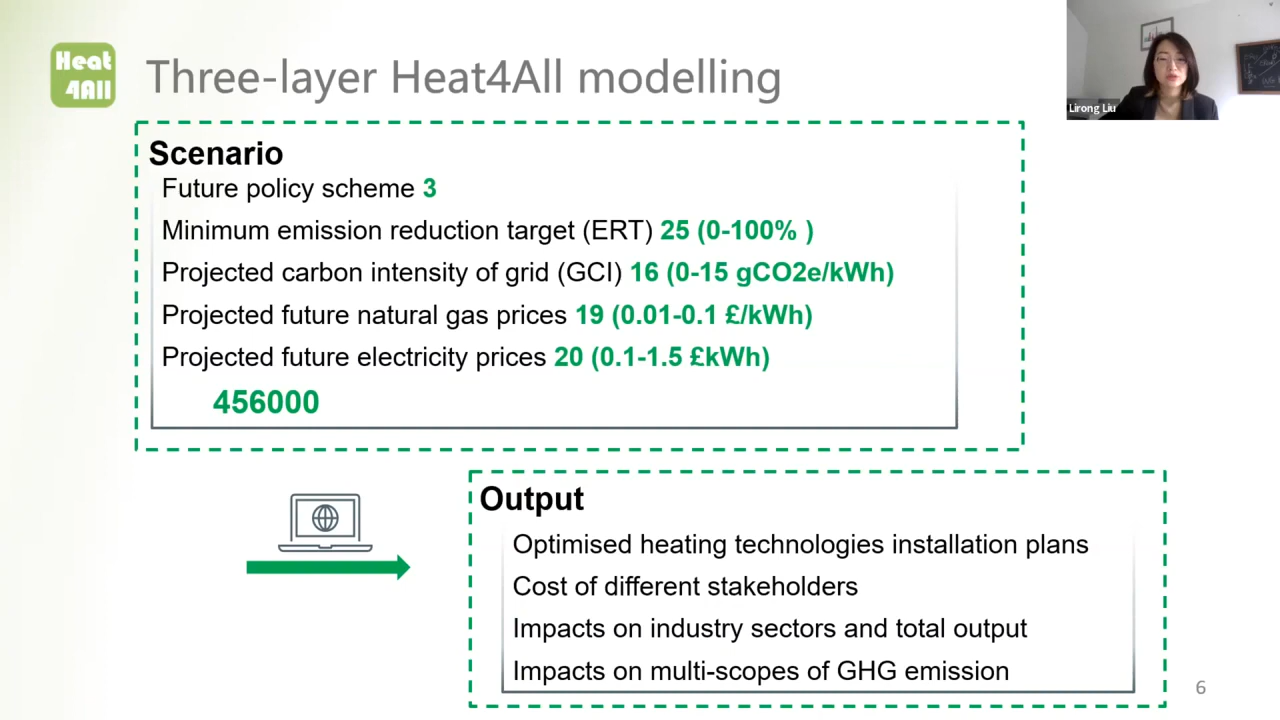 Heat
4All
Three-layer Heat4All modelling
Lirong Liu
Scenario
Future policy scheme 3
Minimum emission reduction target (ERT) 25 (0-100% )
Projected carbon intensity of grid (GCI) 16 (0-15 gCO2e/kWh)
Projected future natural gas prices 19 (0.01-0.1 £/kWh)
Projected future electricity prices 20 (0.1-1.5 £kWh)
456000
Output
Optimised heating technologies installation plans
Cost of different stakeholders
Impacts on industry sectors and total output
Impacts on multi-scopes of GHG emission
6